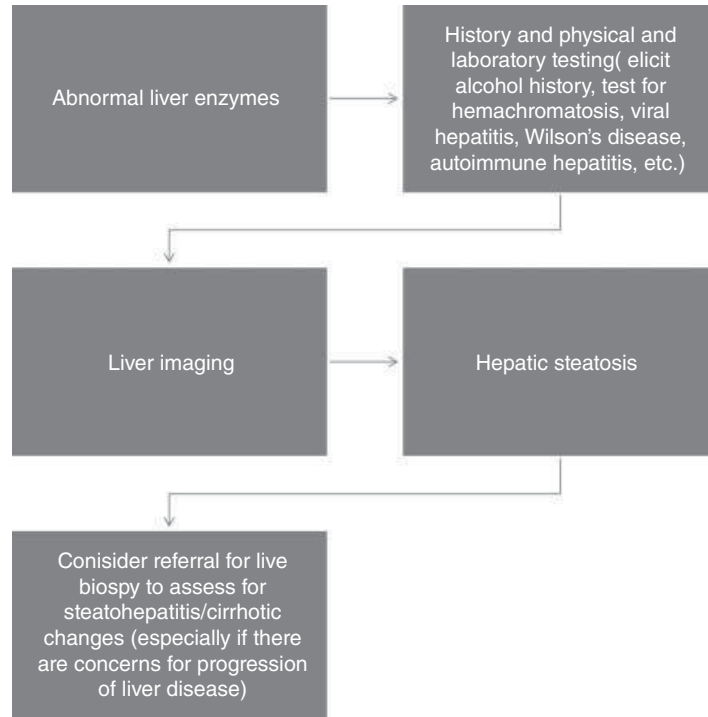 Abnormal liver enzymes
History and physical and
laboratory testing( elicit
alcohol history, test for
hemachromatosis, viral
hepatitis, Wilson's disease,
autoimmune hepatitis, etc.)
Liver imaging
Hepatic steatosis
Conisider referral for live
biospy to assess for
steatohepatitis/cirrhotic
changes (especially if there
are concerns for progression
of liver disease)